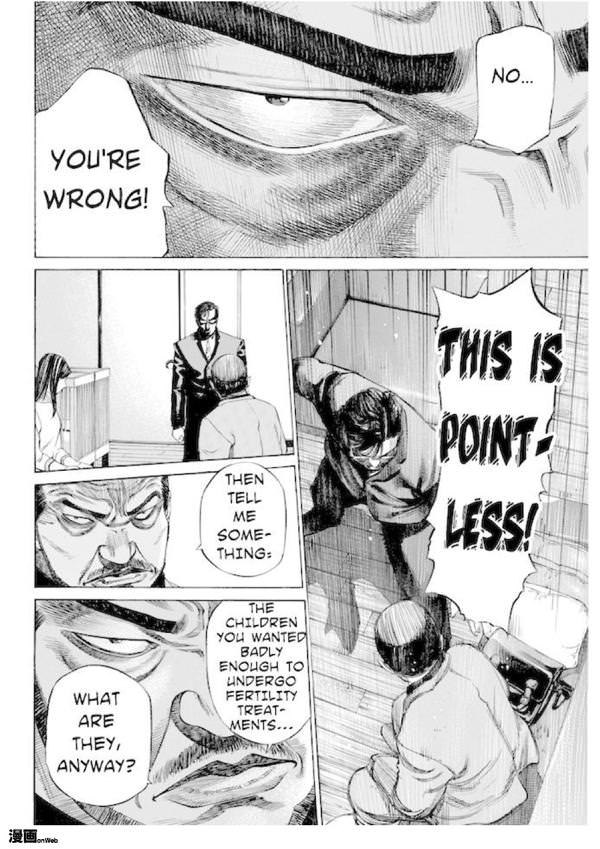 NO...
YOU'RE
WRONG!
THIS IS
POINT-
LESS!
THEN
TELL
ME
SOME-
THING:
THE
CHILDREN
YOU WANTED
BADLY
ENOUGH TO
UNDERGO
FERTILITY
TREAT-
MENTS...
WHAT
ARE
THEY,
ANYWAY?
漫画onWeb